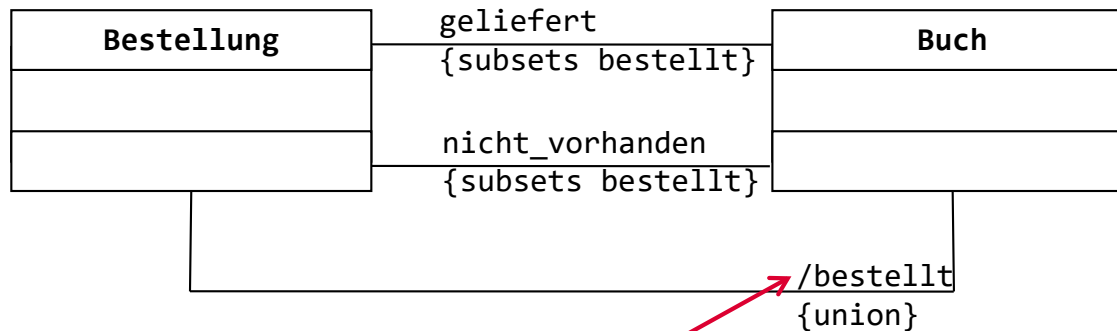 Bestellung
geliefert
{subsets bestellt}
Buch
nicht_vorhanden
{subsets bestellt}
/bestellt
{union}